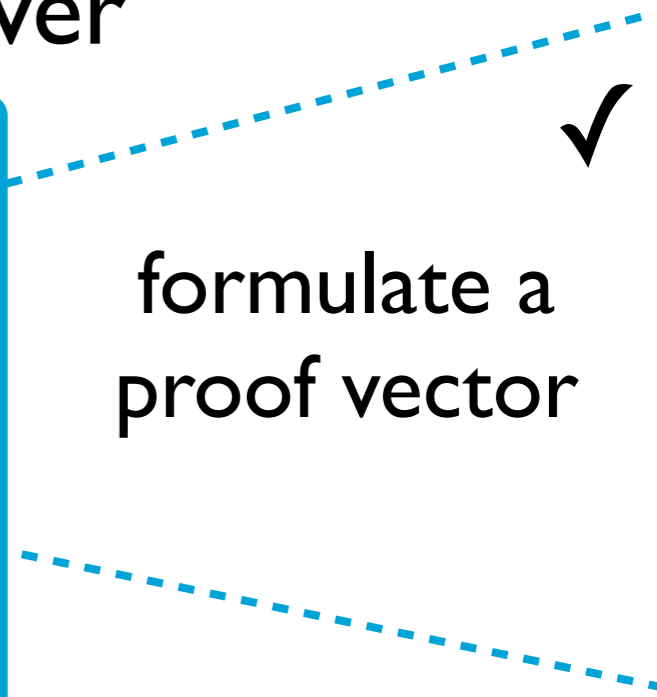 ver
✓
formulate a
proof vector